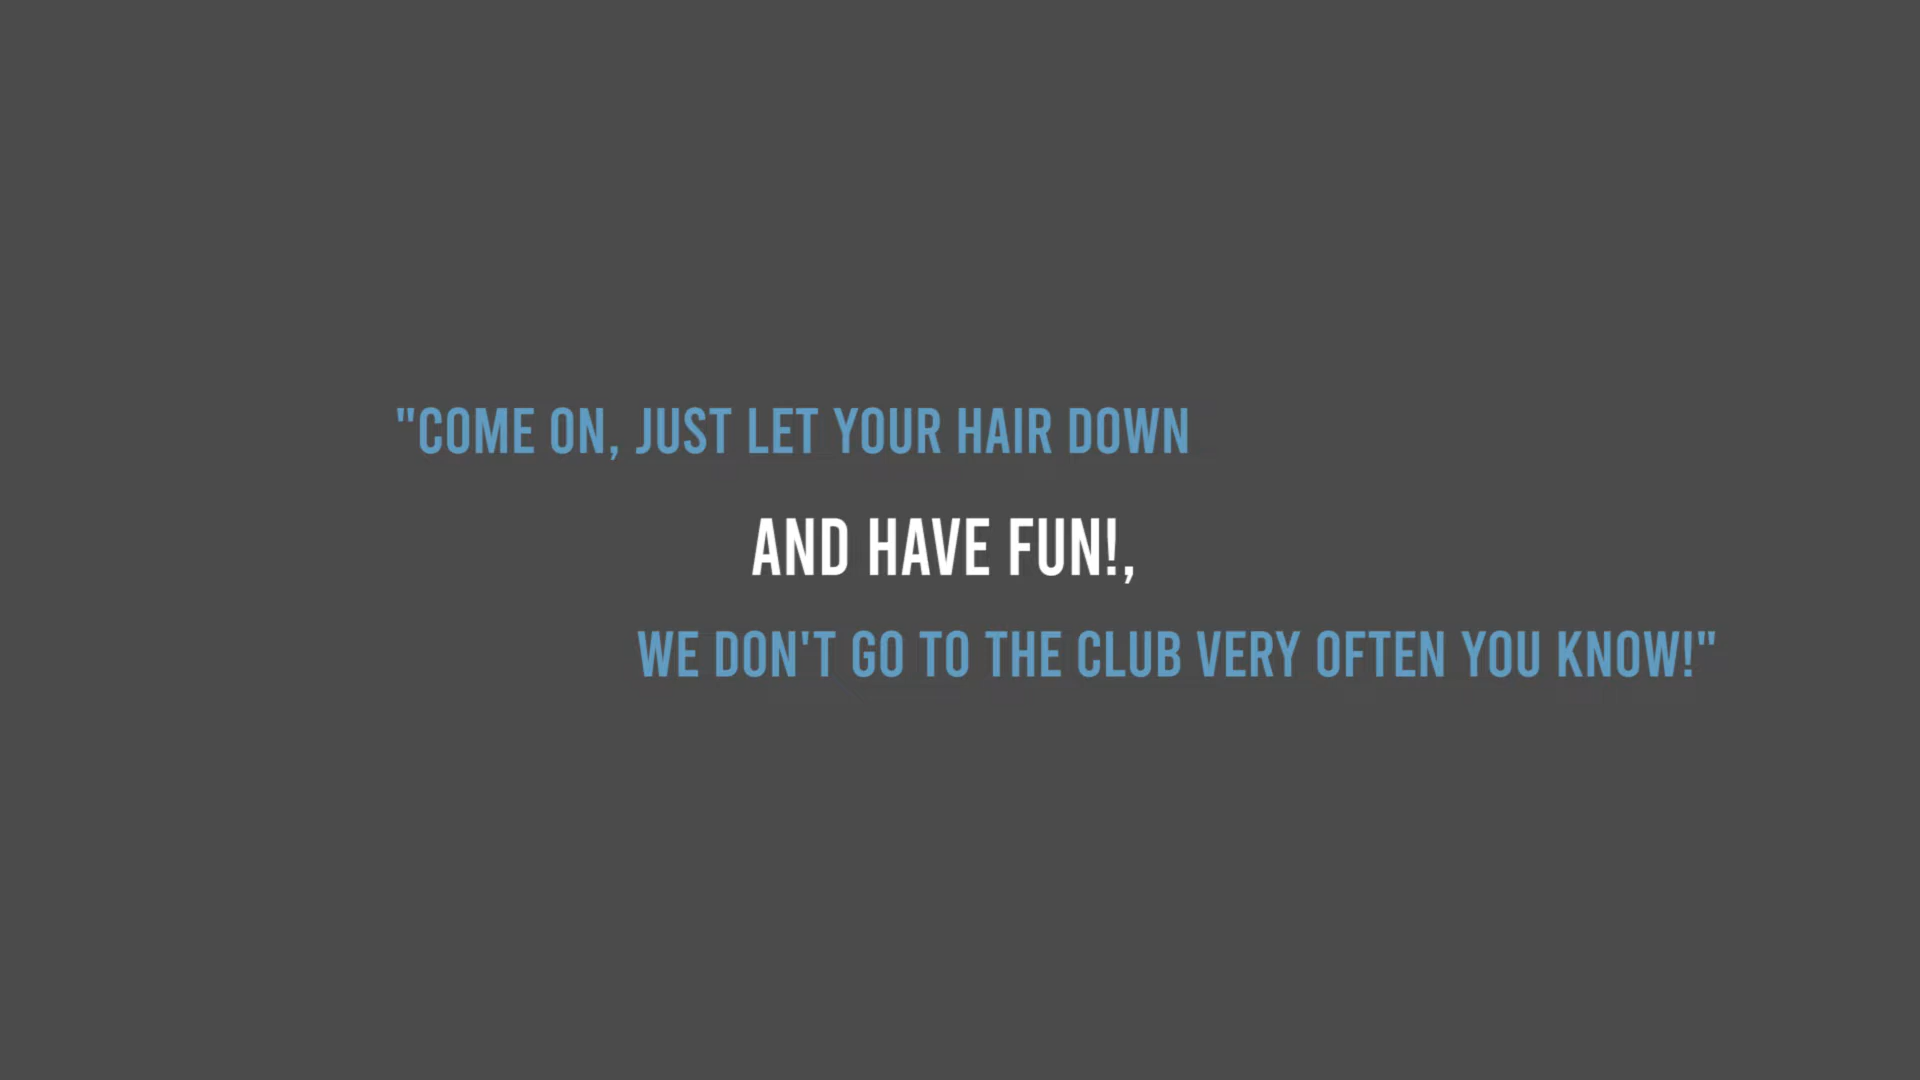 "COME ON, JUST LET YOUR HAIR DOWN
AND HAVE FUN!,
WE DON'T GO TO THE CLUB VERY OFTEN YOU KNOW!"